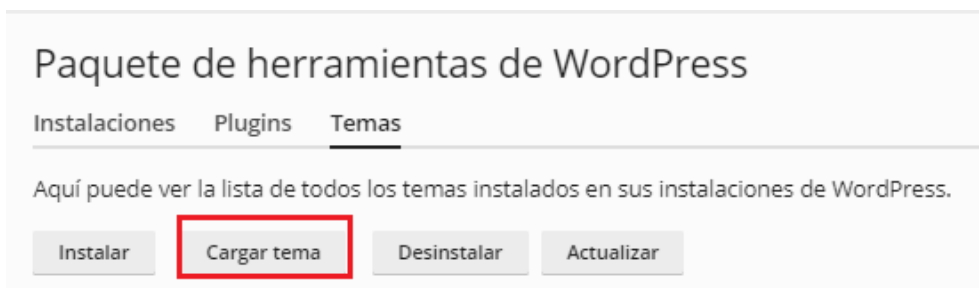 Paquete de herramientas de WordPress
Instalaciones Plugins Temas
Aquí puede ver la lista de todos los temas instalados en sus instalaciones de WordPress.
Instalar Cargar tema Desinstalar Actualizar